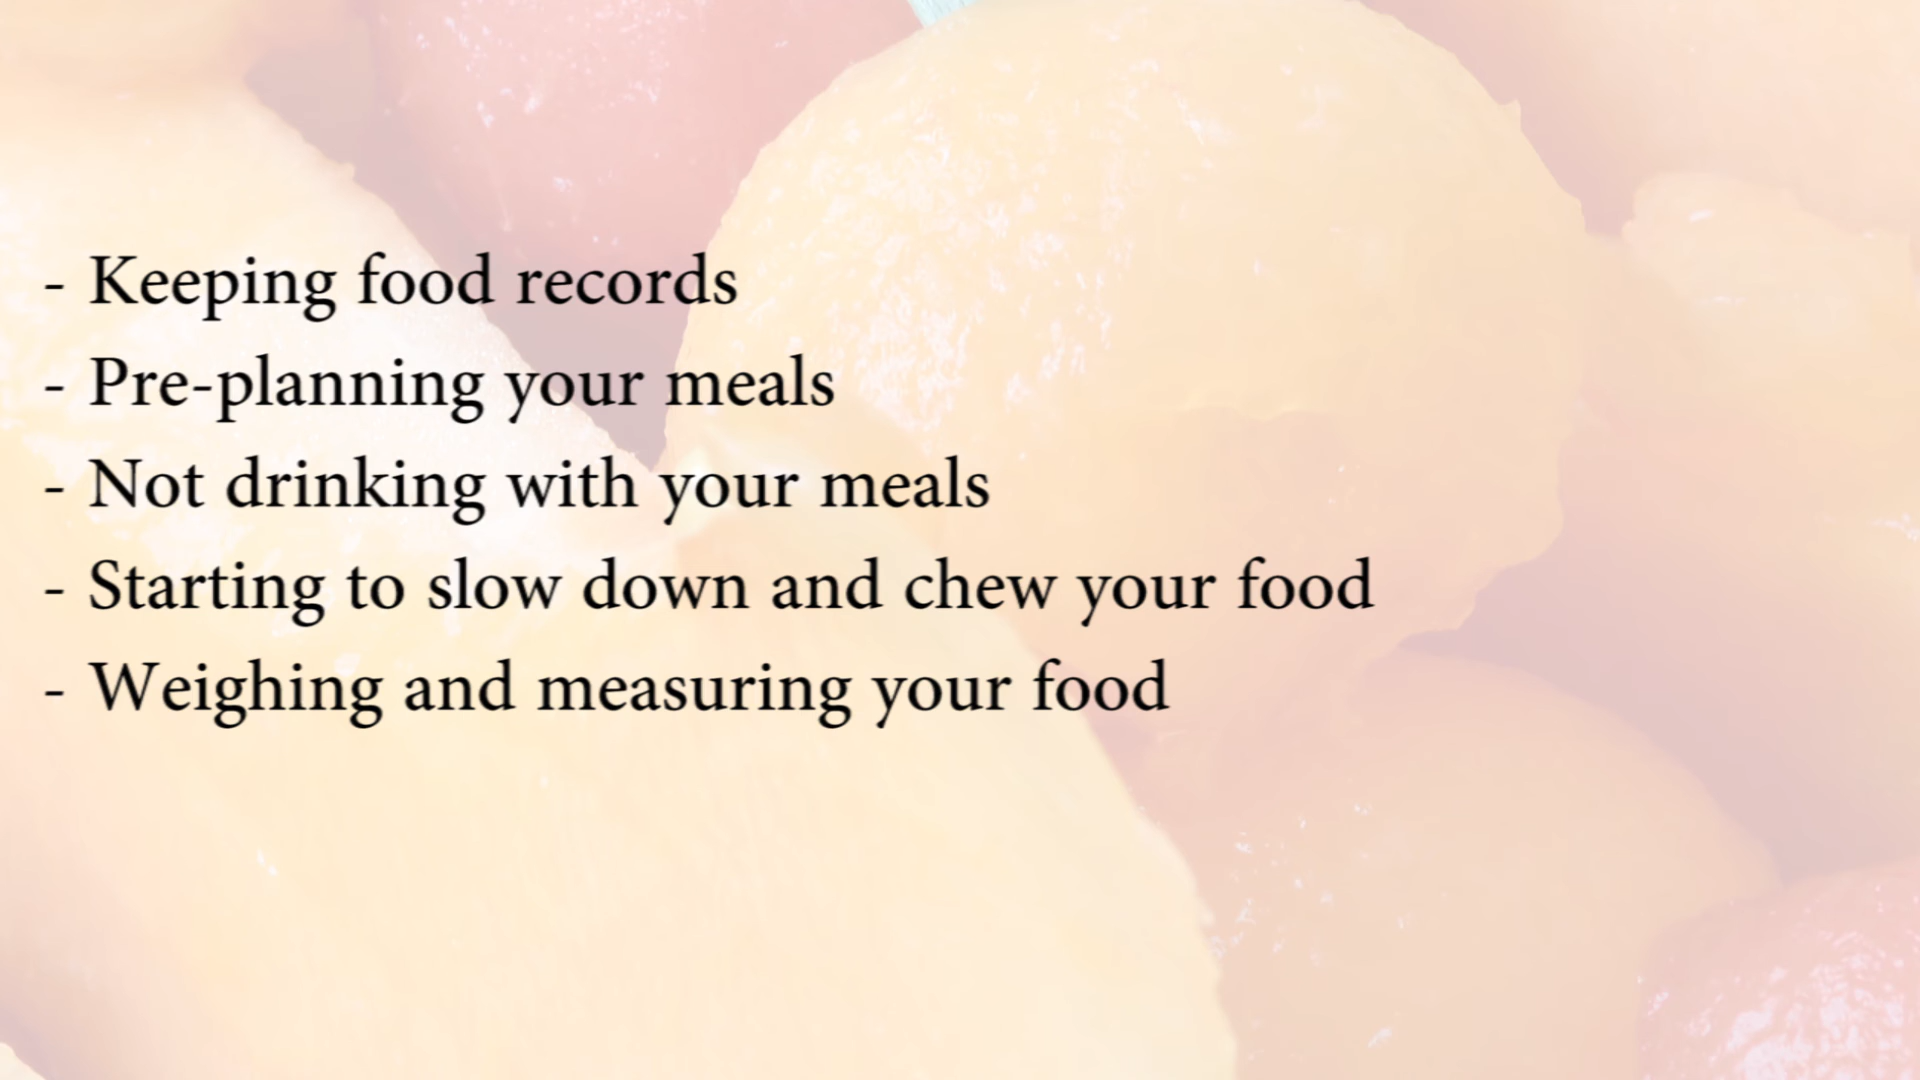 - Keeping food records
- Pre-planning your meals
- Not drinking with your meals
- Starting to slow down and chew your food
- Weighing and measuring your food